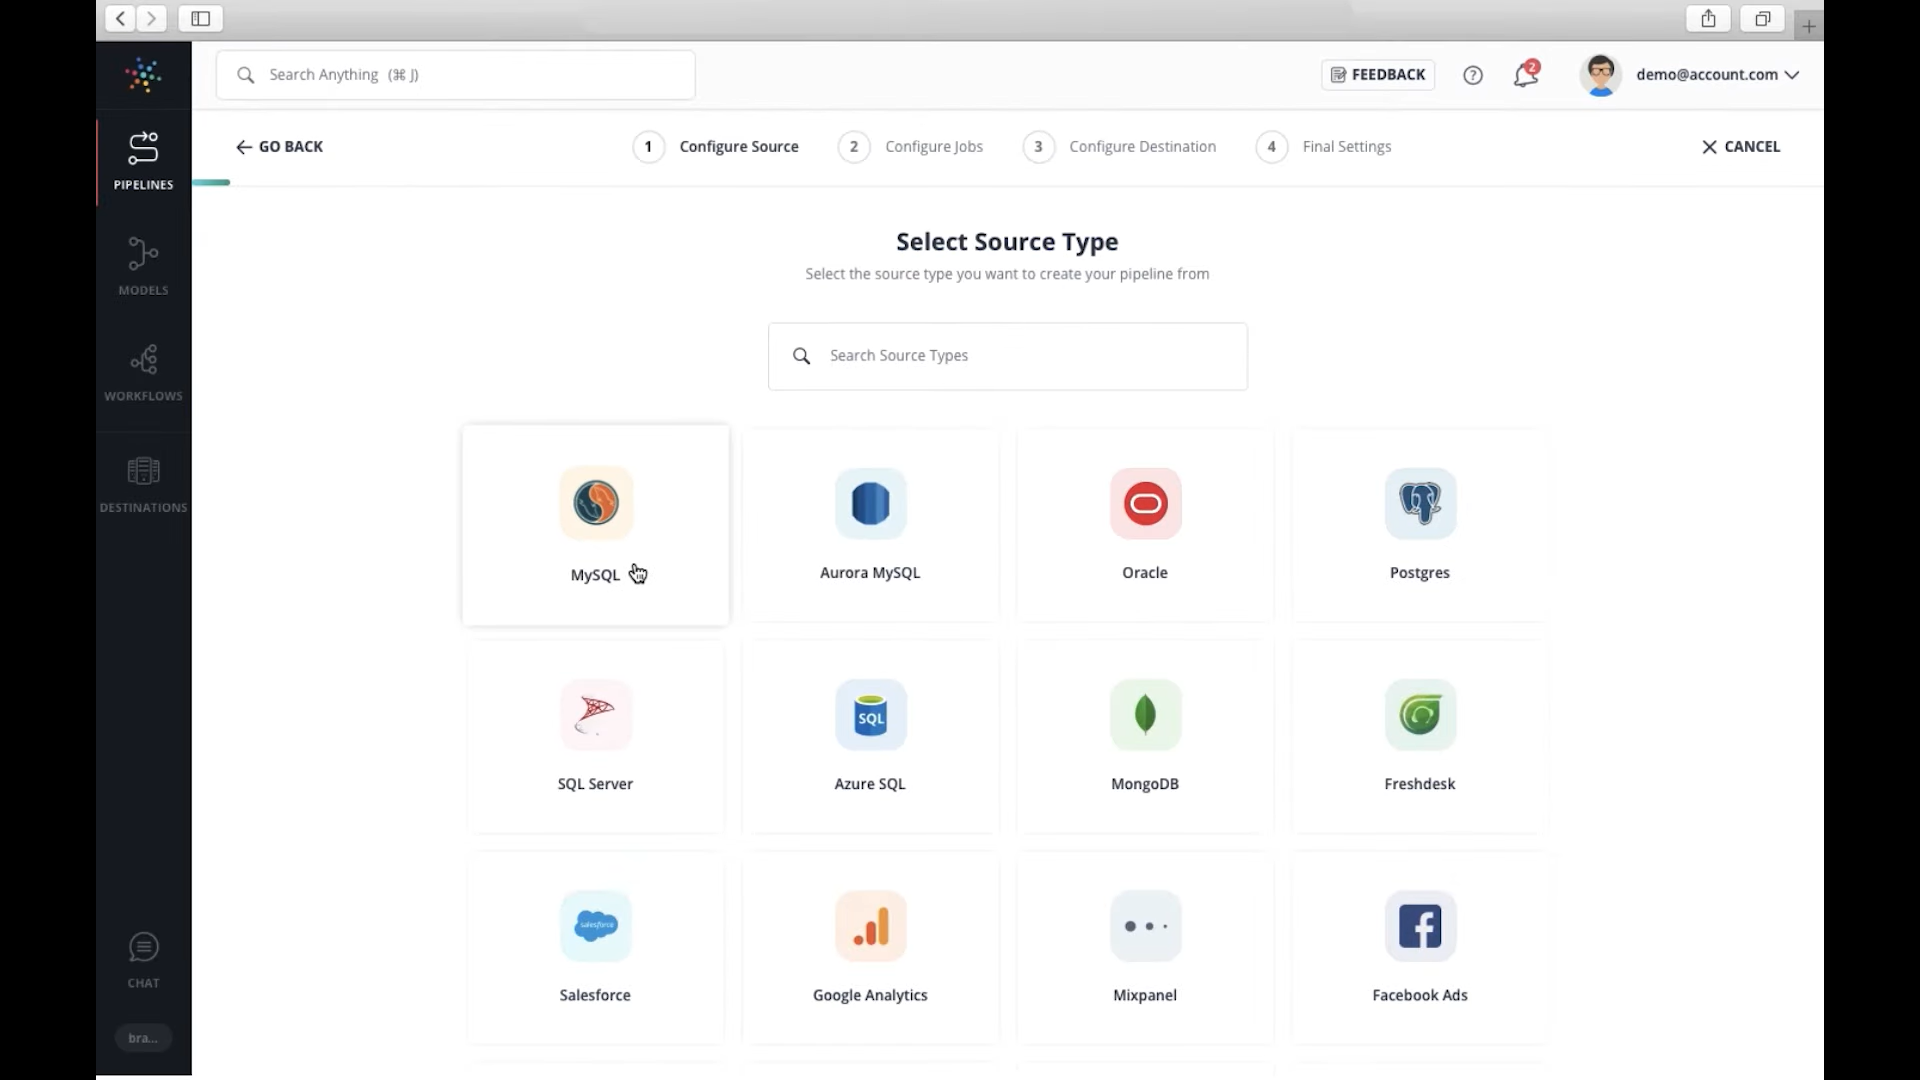 Search Anything (⌘ J)
FEEDBACK
2
demo@account.com
GO BACK
1 Configure Source
2 Configure Jobs
3 Configure Destination
4 Final Settings
CANCEL
PIPELINES
MODELS
WORKFLOWS
DESTINATIONS
CHAT
bra...
Select Source Type
Select the source type you want to create your pipeline from
Search Source Types
MySQL
Aurora MySQL
Oracle
Postgres
SQL Server
SQL
Azure SQL
MongoDB
Freshdesk
salesforce
Salesforce
Google Analytics
Mixpanel
Facebook Ads